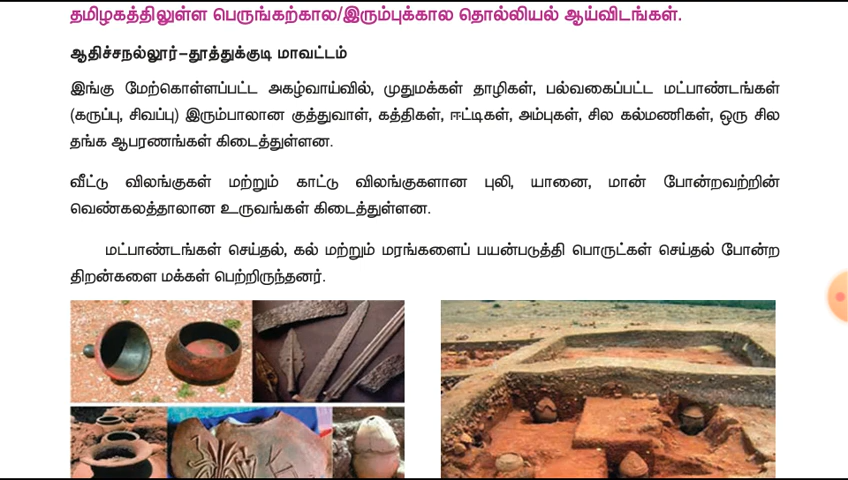 தமிழகத்திலுள்ள பெருங்கற்கால/இரும்புக்கால தொல்லியல் ஆய்விடங்கள்.
ஆதிச்சநல்லூர்–தூத்துக்குடி மாவட்டம்
இங்கு மேற்கொள்ளப்பட்ட அகழ்வாய்வில், முதுமக்கள் தாழிகள், பல்வகைப்பட்ட மட்பாண்டங்கள்
(கருப்பு, சிவப்பு) இரும்பாலான குத்துவாள், கத்திகள், ஈட்டிகள், அம்புகள், சில கல்மணிகள், ஒரு சில
தங்க ஆபரணங்கள் கிடைத்துள்ளன.
வீட்டு விலங்குகள் மற்றும் காட்டு விலங்குகளான புலி, யானை, மான் போன்றவற்றின்
வெண்கலத்தாலான உருவங்கள் கிடைத்துள்ளன.
மட்பாண்டங்கள் செய்தல், கல் மற்றும் மரங்களைப் பயன்படுத்தி பொருட்கள் செய்தல் போன்ற
திறன்களை மக்கள் பெற்றிருந்தனர்.